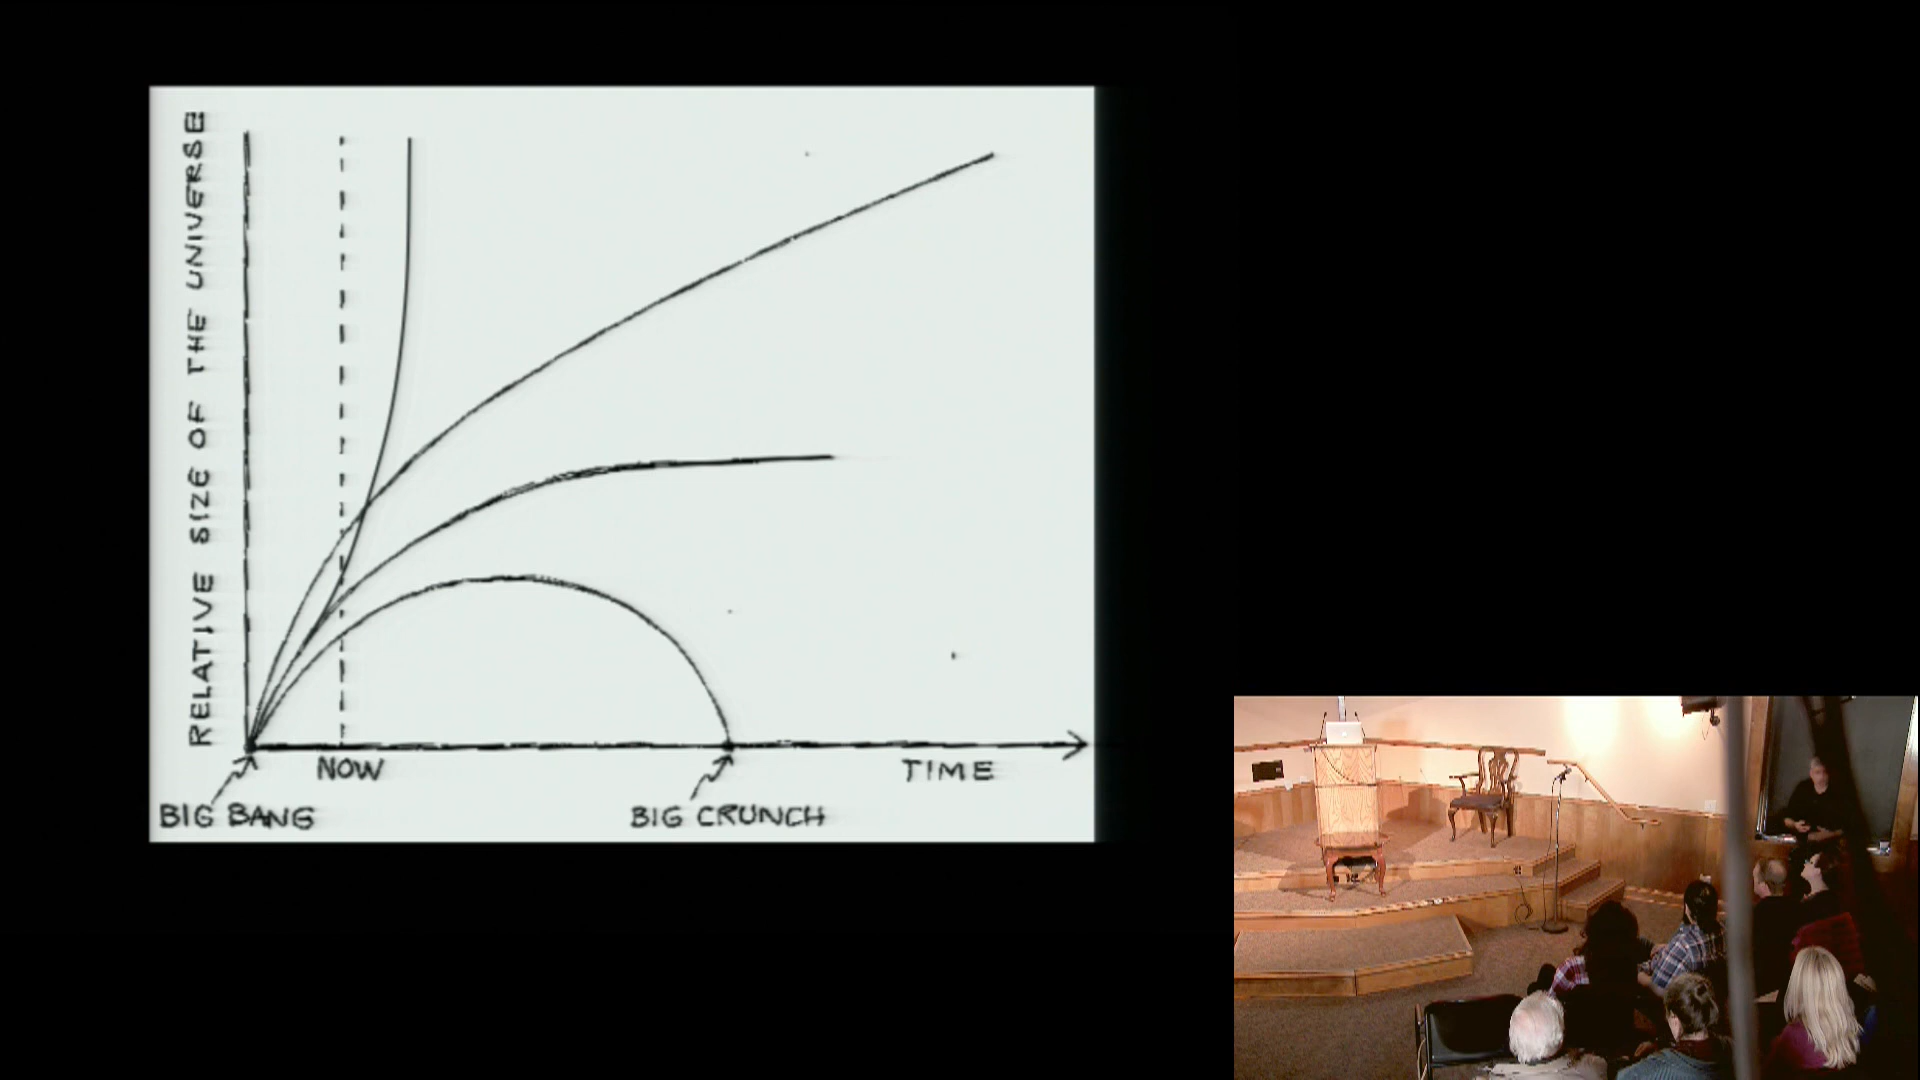 RELATIVE SIZE OF THE UNIVERSE
NOW
TIME
BIG BANG
BIG CRUNCH